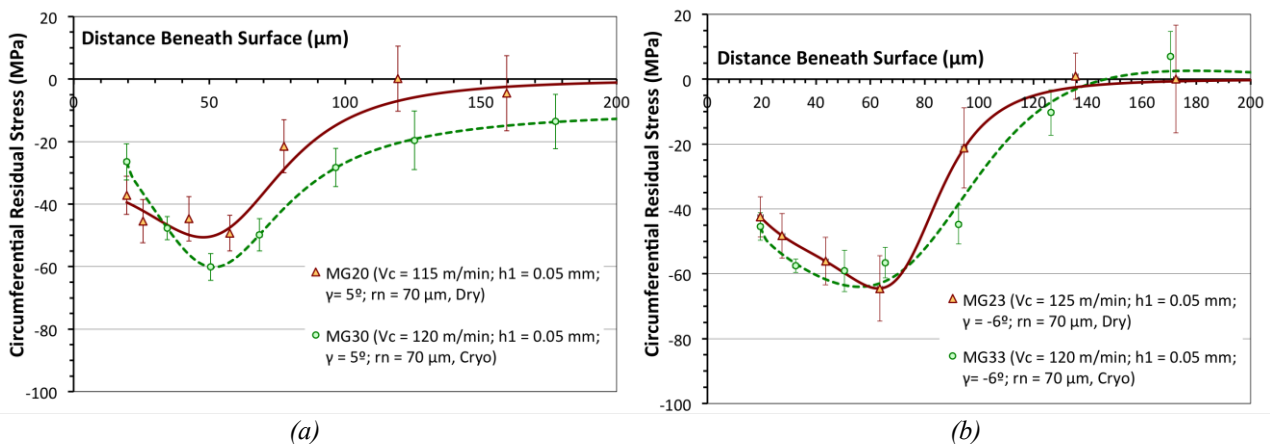 20
0
-20
-40
-60
-80
-100
Circumferential Residual Stress (MPa)
Distance Beneath Surface (µm)
0
50
100
150
200
MG20 (Vc = 115 m/min; h1 = 0.05 mm;
γ= 5º; rn = 70 µm, Dry)
MG30 (Vc = 120 m/min; h1 = 0.05 mm;
γ = 5º; rn = 70 µm, Cryo)
(a)
20
0
-20
-40
-60
-80
-100
Circumferential Residual Stress (MPa)
Distance Beneath Surface (µm)
0
20
40
60
80
100
120
140
160
180
200
MG23 (Vc = 125 m/min; h1 = 0.05 mm;
γ = -6º; rn = 70 µm, Dry)
MG33 (Vc = 120 m/min; h1 = 0.05 mm;
γ= -6º; rn = 70 µm, Cryo)
(b)